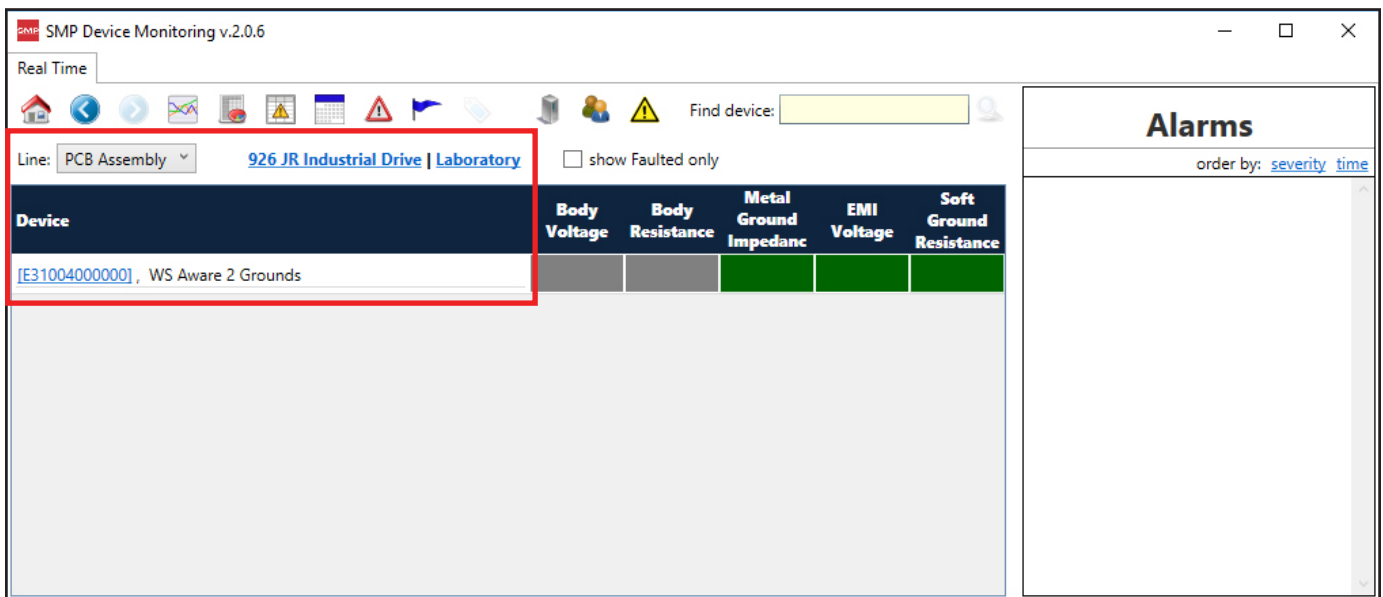 SMP SMP Device Monitoring v.2.0.6
Real Time
Find device:
Line: PCB Assembly 926 JR Industrial Drive | Laboratory show Faulted only
Device
Body Voltage
Body Resistance
Metal Ground Impedanc
EMI Voltage
Soft Ground Resistance
[E31004000000] , WS Aware 2 Grounds
Alarms
order by: severity time